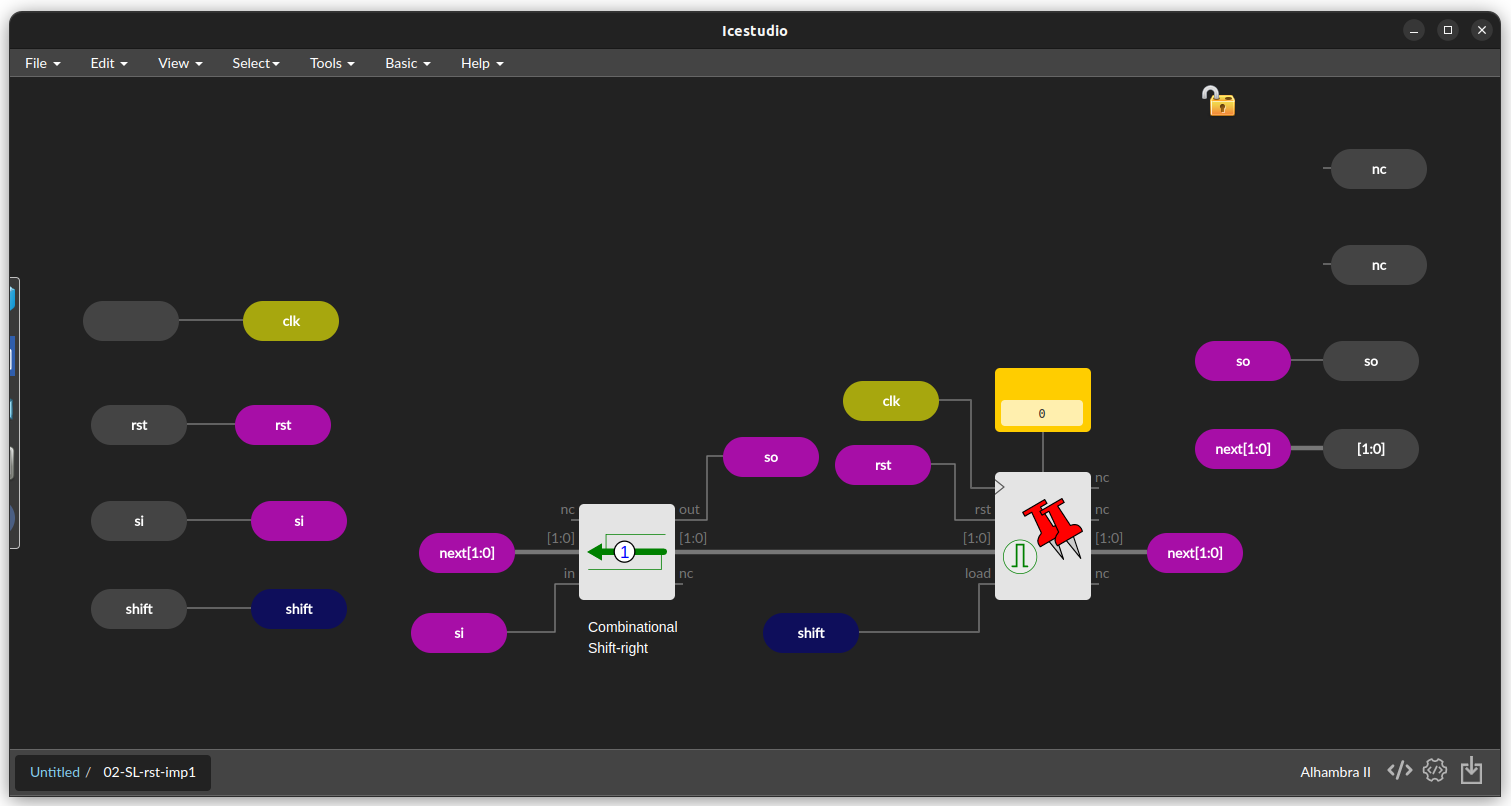 Icestudio
File Edit View Select Tools Basic Help
nc
nc
clk
so so
clk
0
rst rst
so
rst
next[1:0] [1:0]
nc
nc out
rst
nc
si si
next[1:0]
[1:0]
1
[1:0]
[1:0]
[1:0]
next[1:0]
in
nc
load
nc
shift shift
si
Combinational
Shift-right
shift
Untitled / 02-SL-rst-imp1
Alhambra II